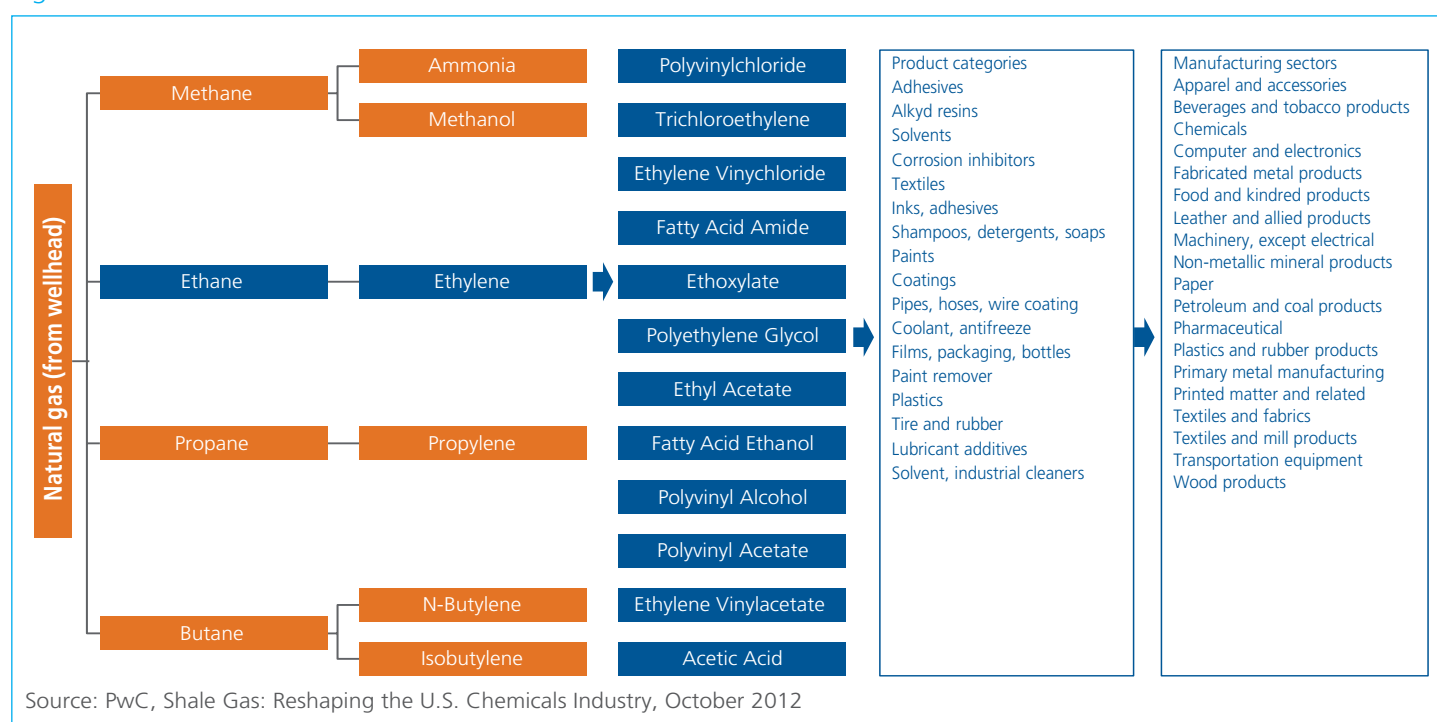 Natural gas (from wellhead)
Methane
Ethane
Propane
Butane
Ammonia
Methanol
Ethylene
Propylene
N-Butylene
Isobutylene
Polyvinylchloride
Trichloroethylene
Ethylene Vinychloride
Fatty Acid Amide
Ethoxylate
Polyethylene Glycol
Ethyl Acetate
Fatty Acid Ethanol
Polyvinyl Alcohol
Polyvinyl Acetate
Ethylene Vinylacetate
Acetic Acid
Product categories
Adhesives
Alkyd resins
Solvents
Corrosion inhibitors
Textiles
Inks, adhesives
Shampoos, detergents, soaps
Paints
Coatings
Pipes, hoses, wire coating
Coolant, antifreeze
Films, packaging, bottles
Paint remover
Plastics
Tire and rubber
Lubricant additives
Solvent, industrial cleaners
Manufacturing sectors
Apparel and accessories
Beverages and tobacco products
Chemicals
Computer and electronics
Fabricated metal products
Food and kindred products
Leather and allied products
Machinery, except electrical
Non-metallic mineral products
Paper
Petroleum and coal products
Pharmaceutical
Plastics and rubber products
Primary metal manufacturing
Printed matter and related
Textiles and fabrics
Textiles and mill products
Transportation equipment
Wood products
Source: PwC, Shale Gas: Reshaping the U.S. Chemicals Industry, October 2012